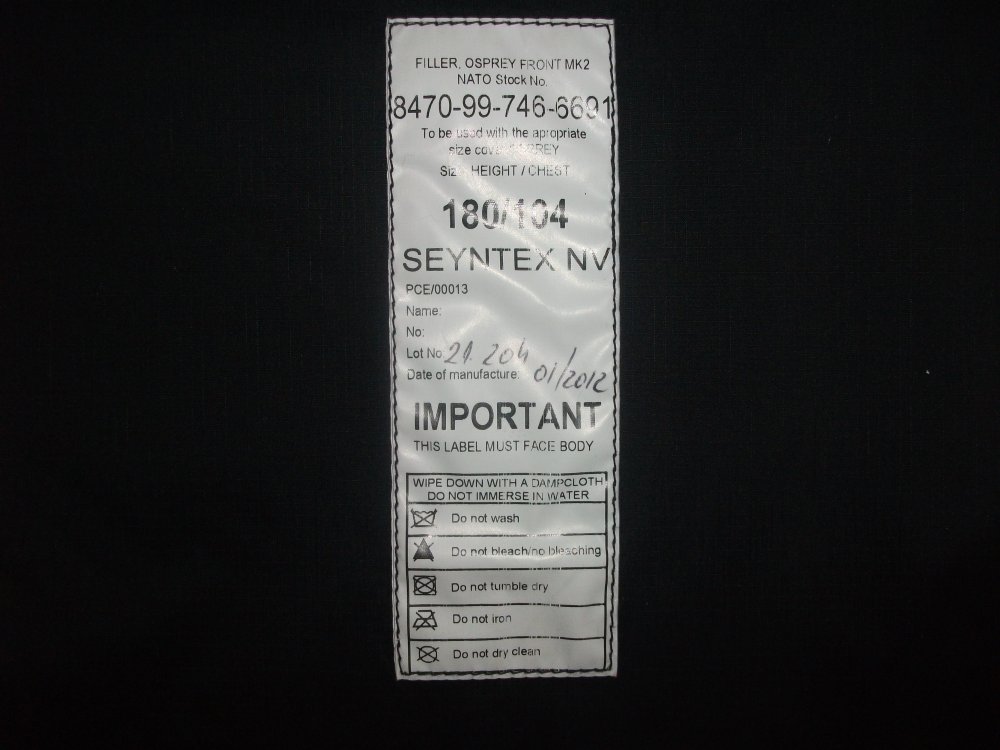 FILLER, OSPREY FRONT MK2
NATO Stock No.
8470-99-746-6691
To be used with the apropriate
size
Size HEIGHT / CHEST
180/104
SEYNTEX NV
PCE/00013
Name:
No:
Lot No: 21 204
Date of manufacture: 01/2012
IMPORTANT
THIS LABEL MUST FACE BODY
WIPE DOWN WITH A DAMPCLOTH
DO NOT IMMERSE IN WATER
Do not wash
Do not bleach/no bleaching
Do not tumble dry
Do not iron
Do not dry clean